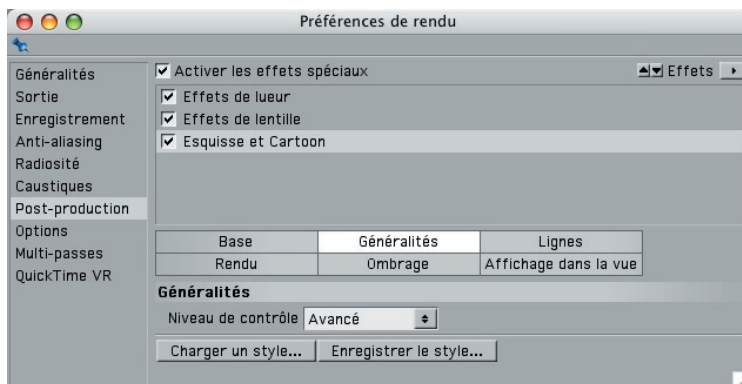 Préférences de rendu
Généralités
Sortie
Enregistrement
Anti-aliasing
Radiosité
Caustiques
Post-production
Options
Multi-passes
QuickTime VR
Activer les effets spéciaux
Effets
Effets de lueur
Effets de lentille
Esquisse et Cartoon
Base Généralités Lignes
Rendu Ombrage Affichage dans la vue
Généralités
Niveau de contrôle Avancé
Charger un style... Enregistrer le style...